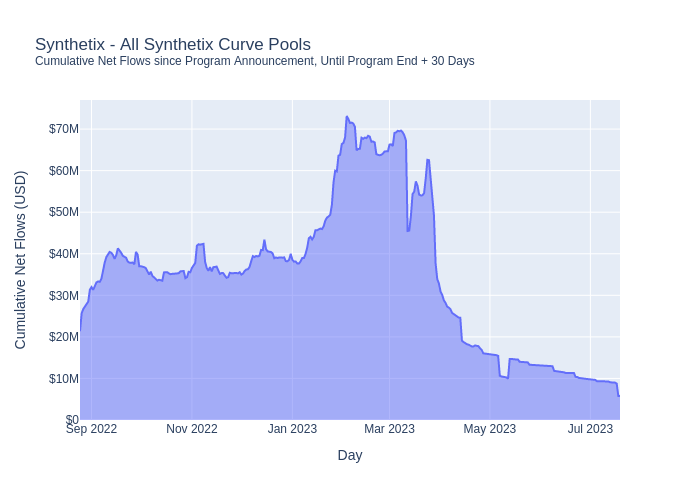 Synthetix - All Synthetix Curve Pools
Cumulative Net Flows since Program Announcement, Until Program End + 30 Days
Cumulative Net Flows (USD)
$70M
$60M
$50M
$40M
$30M
$20M
$10M
$0
Sep 2022 Nov 2022 Jan 2023 Mar 2023 May 2023 Jul 2023
Day